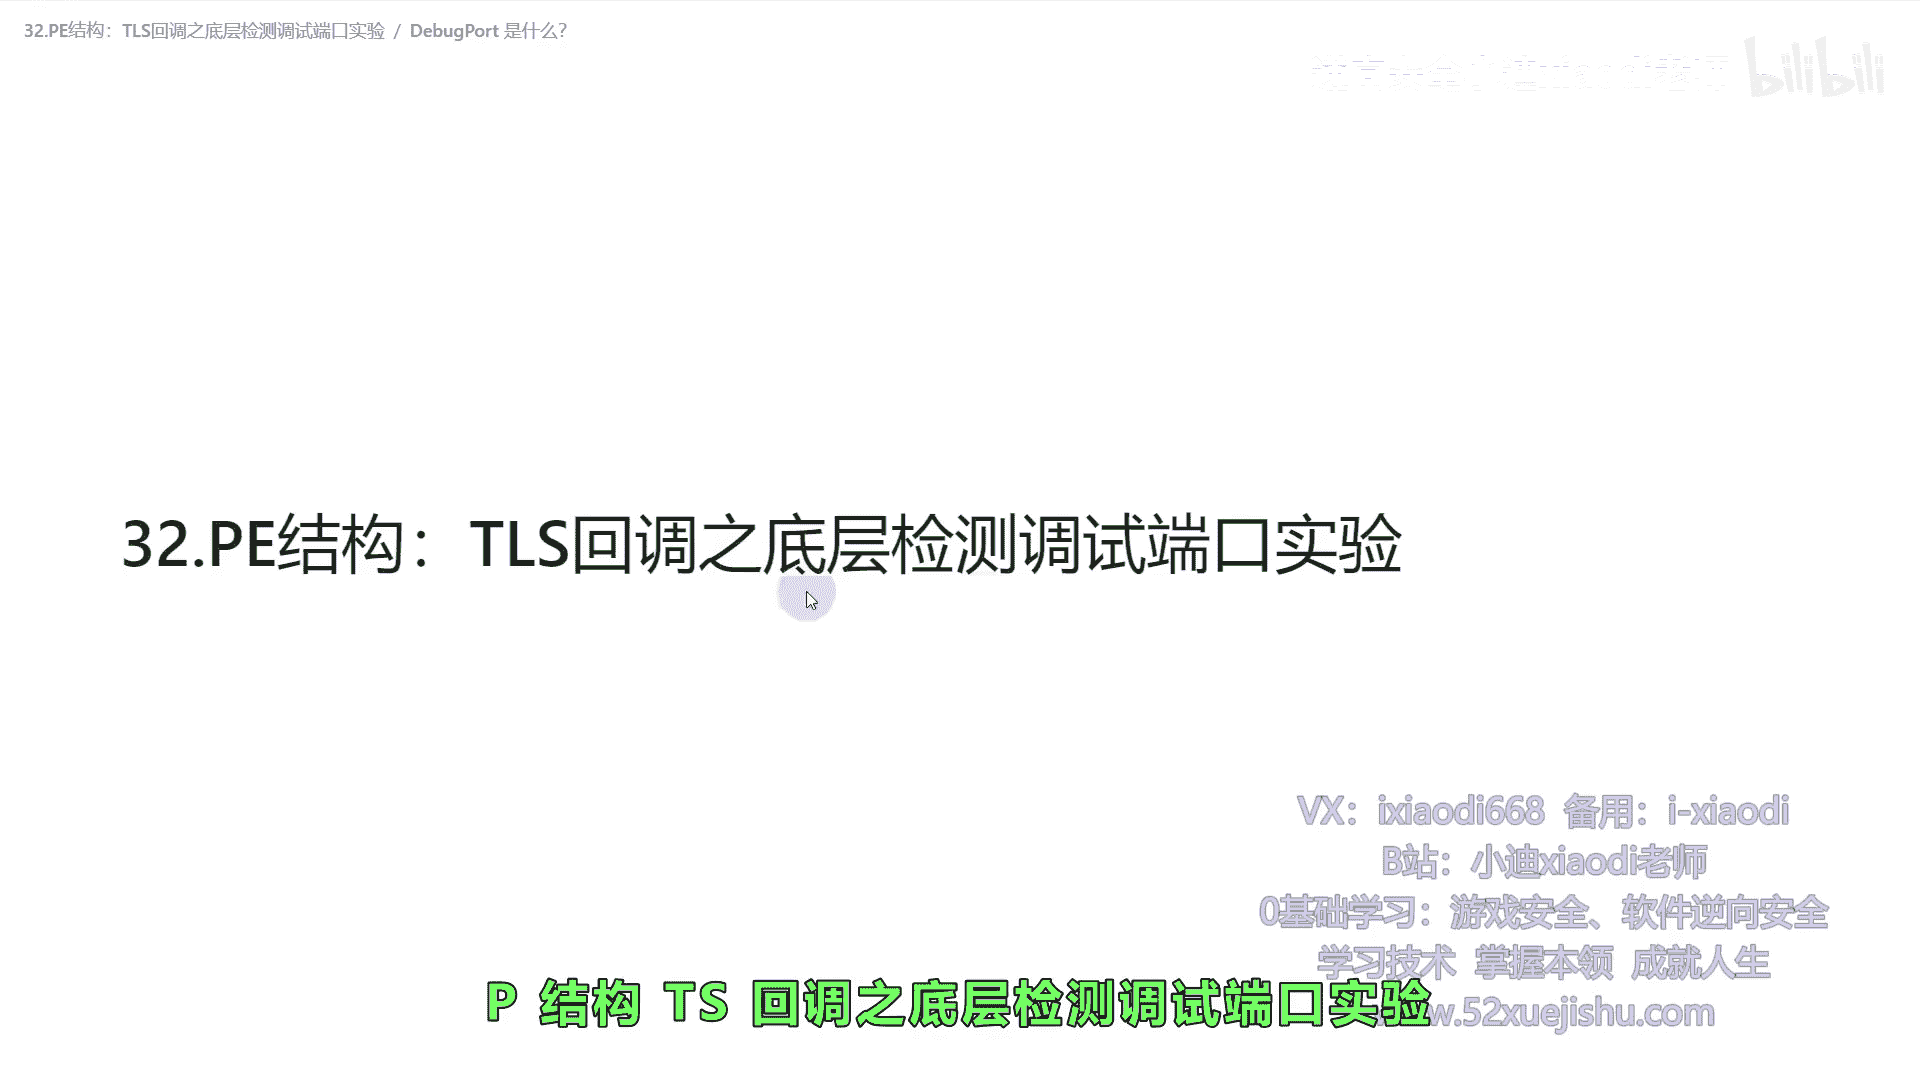 32.PE结构：TLS回调之底层检测调试端口实验 / DebugPort 是什么？
bilibili
32.PE结构：TLS回调之底层检测调试端口实验
VX：ixiaodi668 备用：i-xiaodi
B站：小迪xiaodi老师
0基础学习：游戏安全、软件逆向安全
学习技术 掌握本领 成就人生
P 结构 TS 回调之底层检测调试端口实验
w.52xuejishu.com